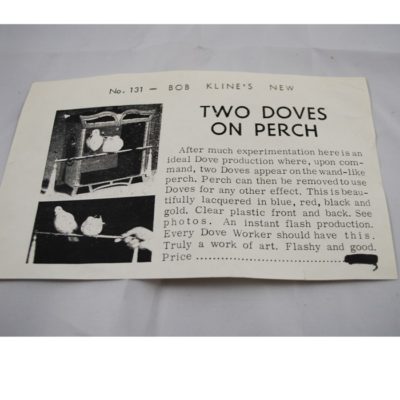 No. 131 — BOB KLINE'S NEW
TWO DOVES
ON PERCH
After much experimentation here is an
ideal Dove production where, upon com-
mand, two Doves appear on the wand-like
perch. Perch can then be removed to use
Doves for any other effect. This is beau-
tifully lacquered in blue, red, black and
gold. Clear plastic front and back. See
photos. An instant flash production.
Every Dove Worker should have this.
Truly a work of art. Flashy and good.
Price ..............................